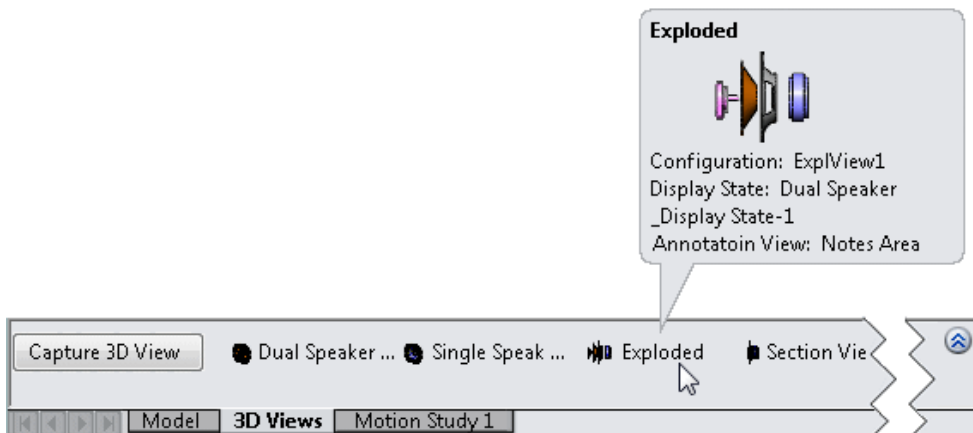 Exploded
Configuration: ExplView1
Display State: Dual Speaker
_Display State-1
Annotatoin View: Notes Area
Capture 3D View Dual Speaker ... Single Speak ... Exploded Section Vie
Model 3D Views Motion Study 1